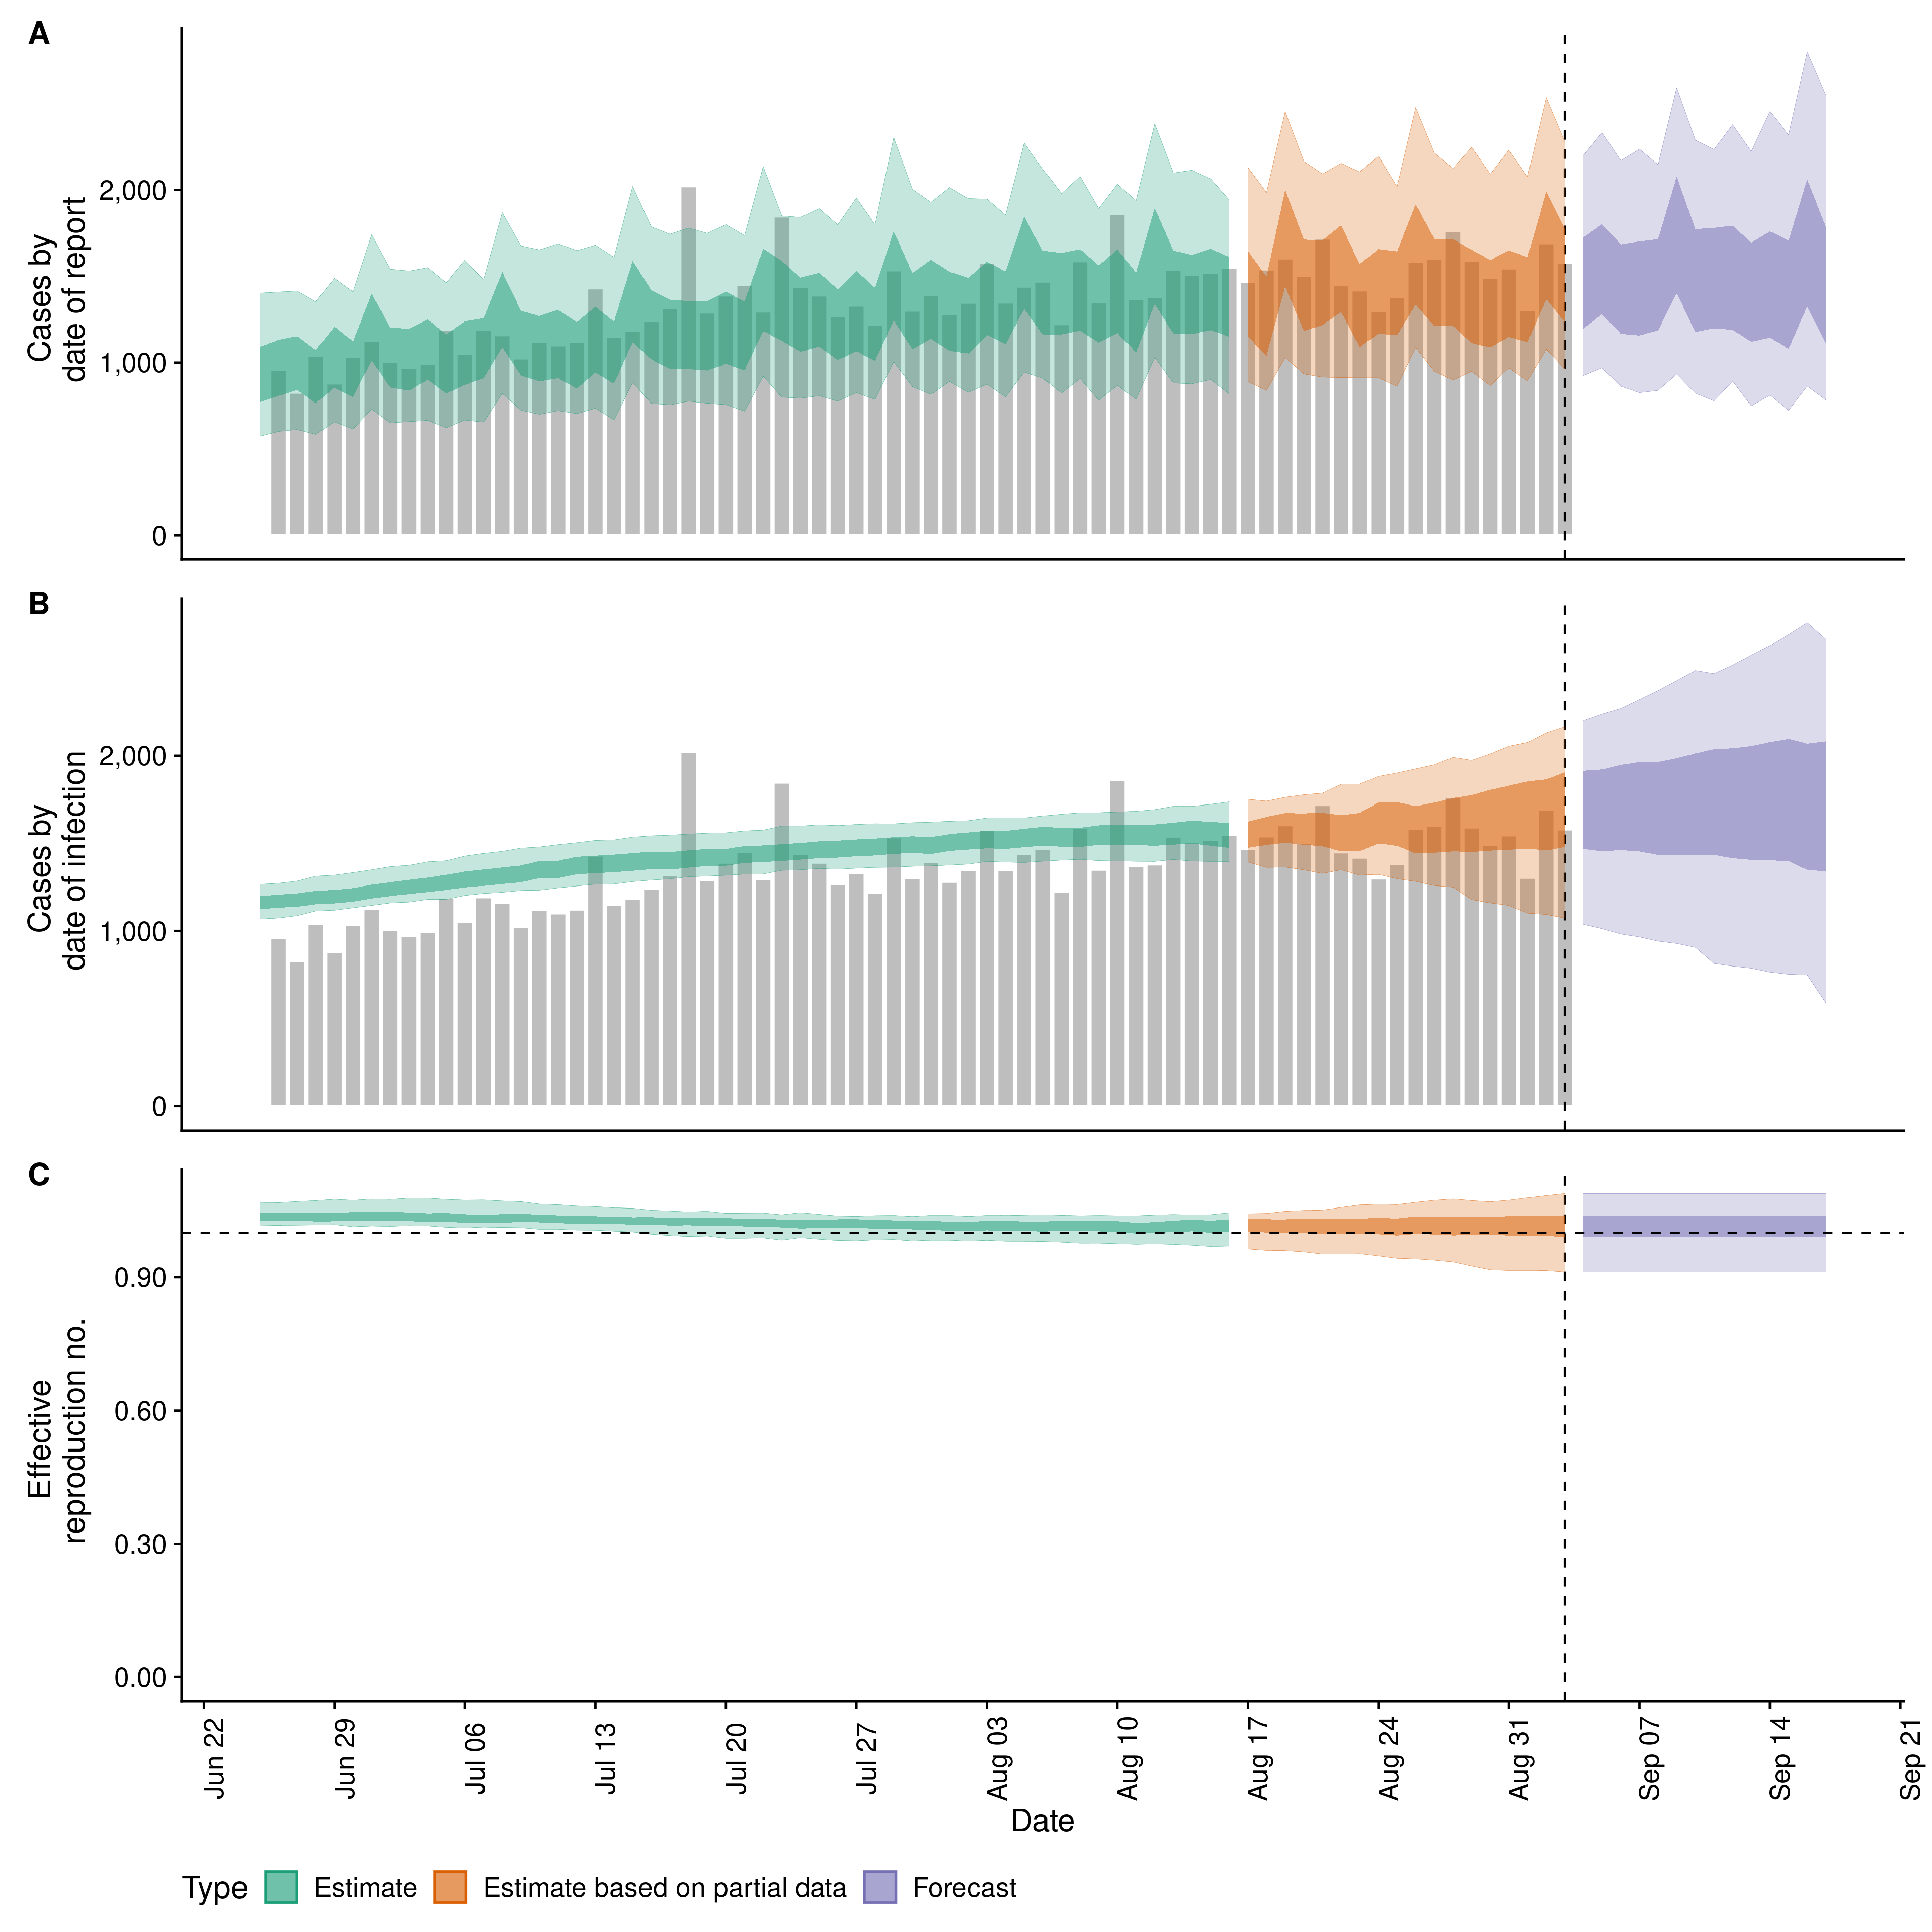 A
Cases by
date of report
2,000
1,000
0
B
Cases by
date of infection
2,000
1,000
0
C
Effective
reproduction no.
0.90
0.60
0.30
0.00
Jun 22
Jun 29
Jul 06
Jul 13
Jul 20
Jul 27
Aug 03
Aug 10
Aug 17
Aug 24
Aug 31
Sep 07
Sep 14
Sep 21
Date
Type Estimate Estimate based on partial data Forecast